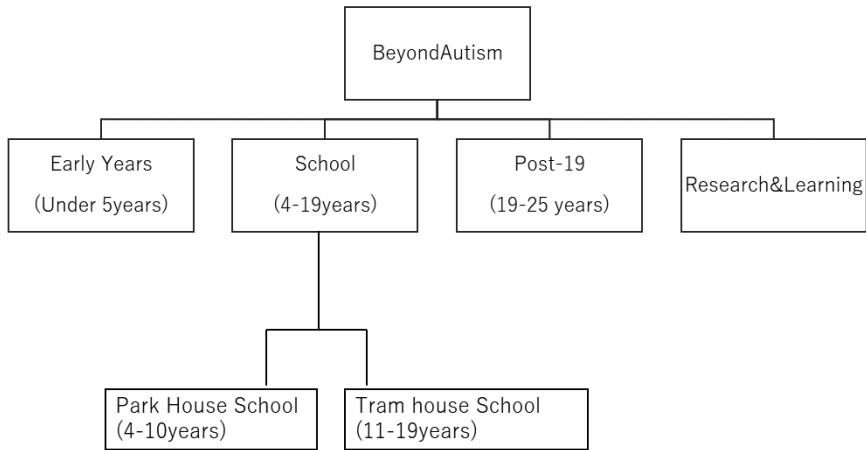 BeyondAutism
Early Years
(Under 5years)
School
(4-19years)
Post-19
(19-25 years)
Research&Learning
Park House School
(4-10years)
Tram house School
(11-19years)